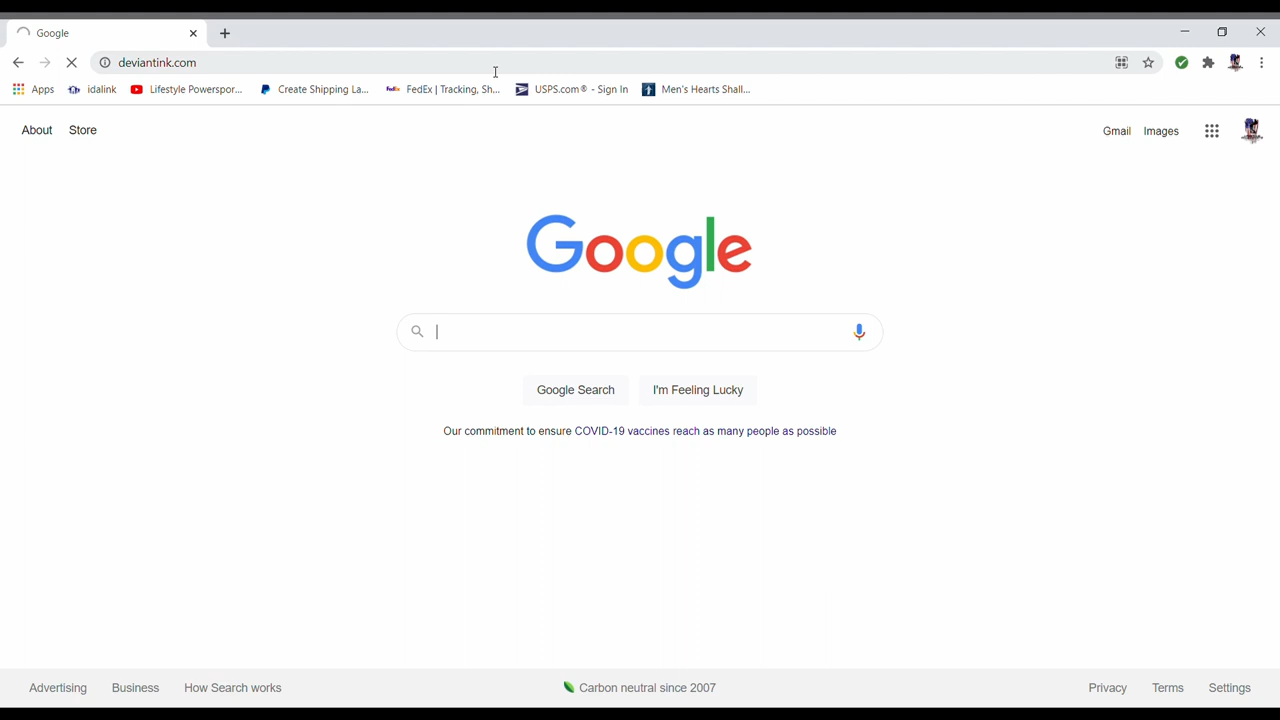 Google
deviantink.com
Apps idalink Lifestyle Powerspor... Create Shipping La... FedEx | Tracking, Sh... USPS.com® - Sign In Men's Hearts Shall...
About Store Gmail Images
Google
Google Search I'm Feeling Lucky
Our commitment to ensure COVID-19 vaccines reach as many people as possible
Advertising Business How Search works Carbon neutral since 2007 Privacy Terms Settings